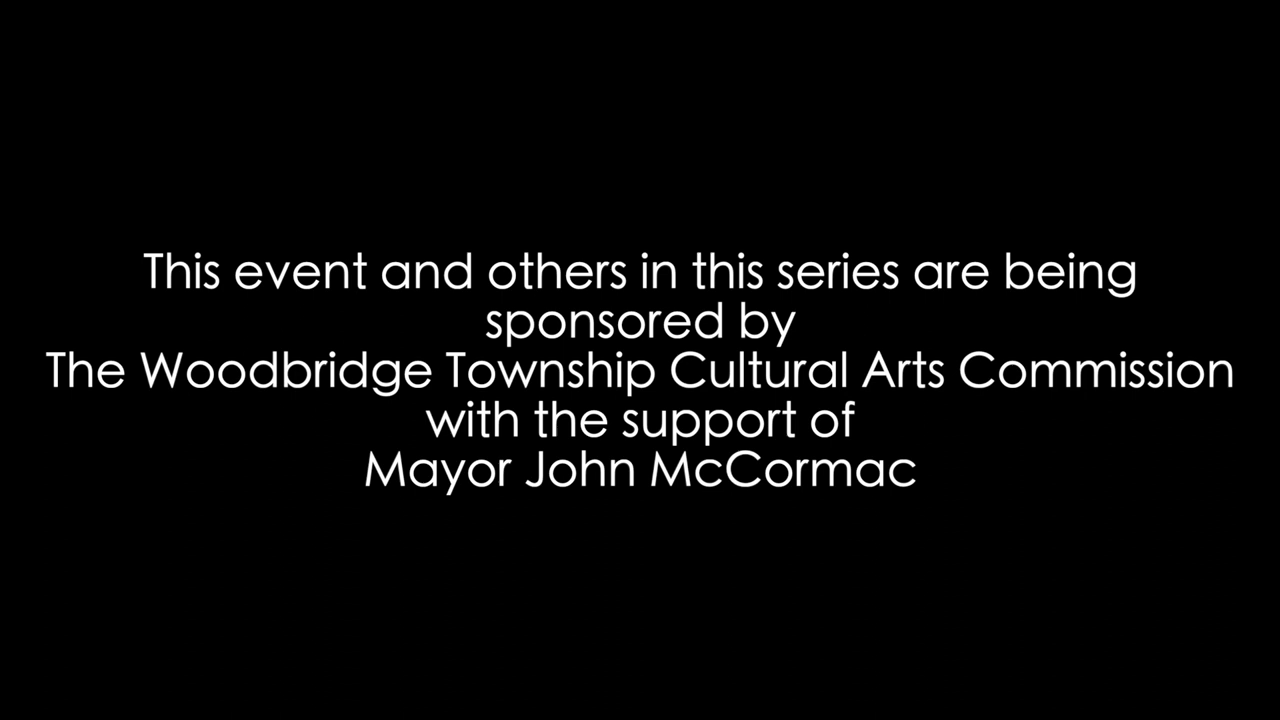 This event and others in this series are being
sponsored by
The Woodbridge Township Cultural Arts Commission
with the support of
Mayor John McCormac